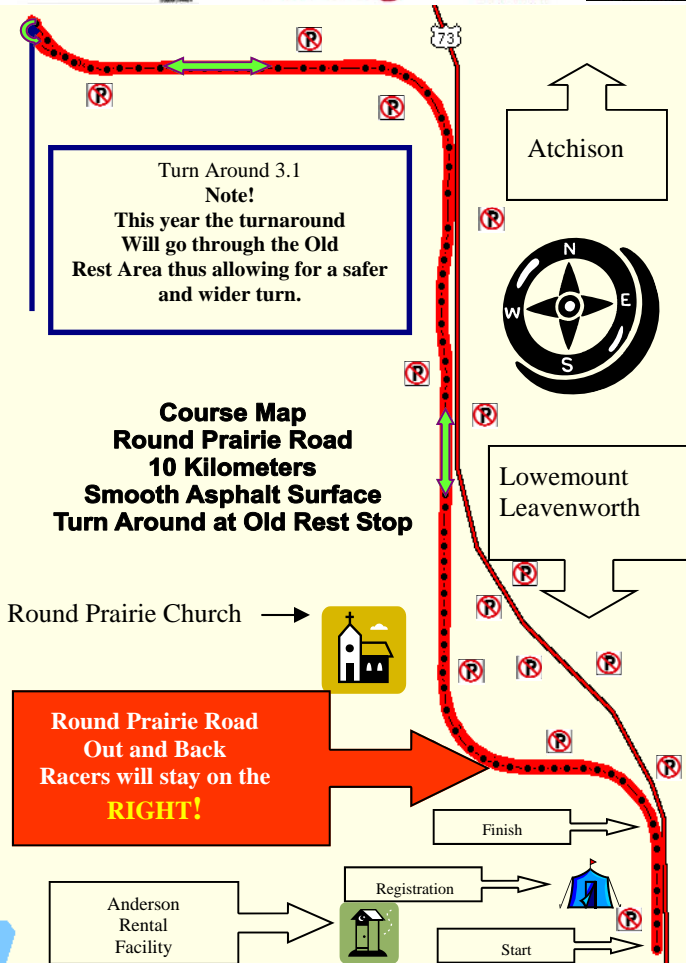 73
Atchison
Turn Around 3.1
Note!
This year the turnaround
Will go through the Old
Rest Area thus allowing for a safer
and wider turn.
N
E
S
W
Course Map
Round Prairie Road
10 Kilometers
Smooth Asphalt Surface
Turn Around at Old Rest Stop
Lowemount
Leavenworth
Round Prairie Church
Round Prairie Road
Out and Back
Racers will stay on the
RIGHT!
Finish
Registration
Anderson
Rental
Facility
Start
P
P
P
P
P
P
P
P
P
P
P
P
P
P